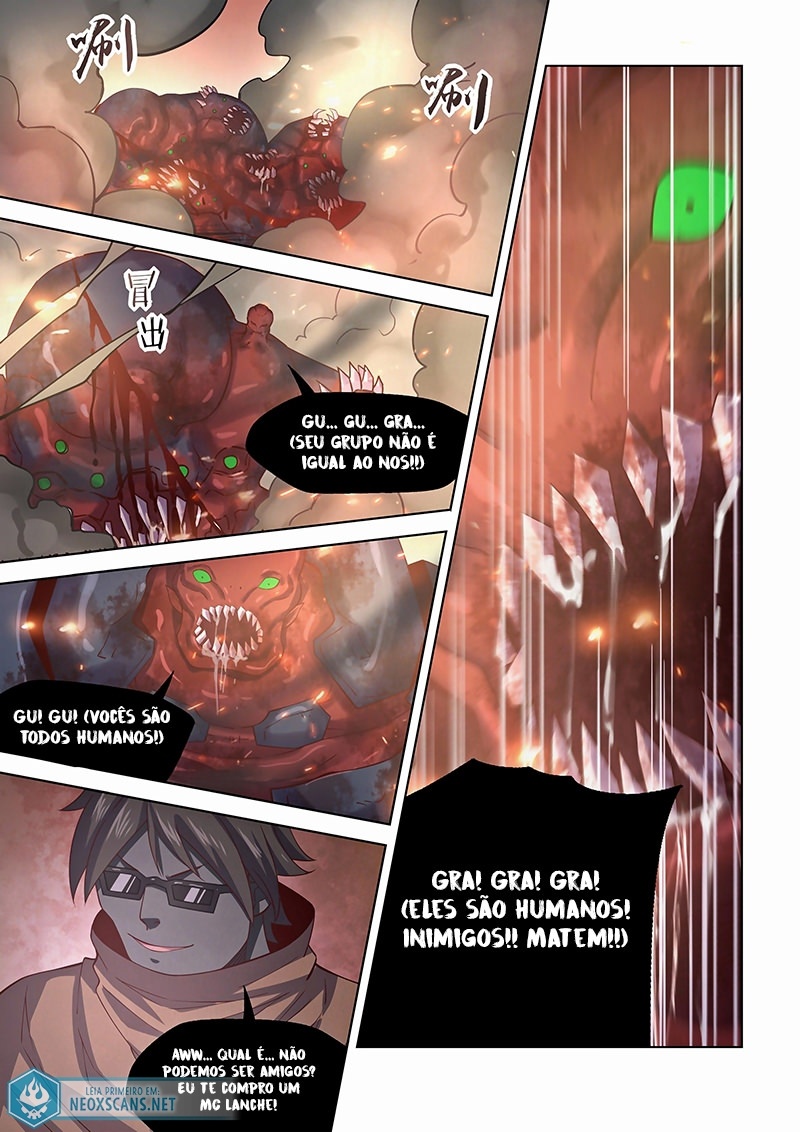 唰
唰
冒
出
GU... GU... GRA...
(SEU GRUPO NÃO É
IGUAL AO NOS!!)
GU! GU! (VOCÊS SÃO
TODOS HUMANOS!)
AWW... QUAL É... NÃO
PODEMOS SER AMIGOS?
EU TE COMPRO UM
MC LANCHE!
GRA! GRA! GRA!
(ELES SÃO HUMANOS!
INIMIGOS!! MATEM!!)
LEIA PRIMEIRO EM:
NEOXSCANS.NET